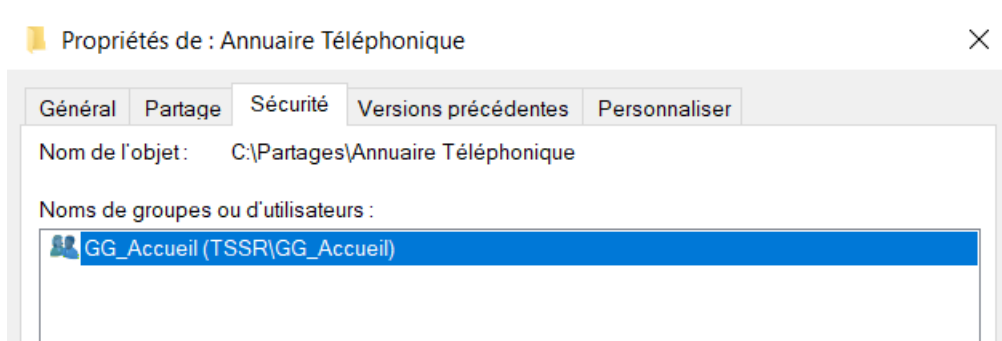 Propriétés de : Annuaire Téléphonique
Général Partage Sécurité Versions précédentes Personnaliser
Nom de l'objet : C:\Partages\Annuaire Téléphonique
Noms de groupes ou d'utilisateurs :
GG_Accueil (TSSR\GG_Accueil)